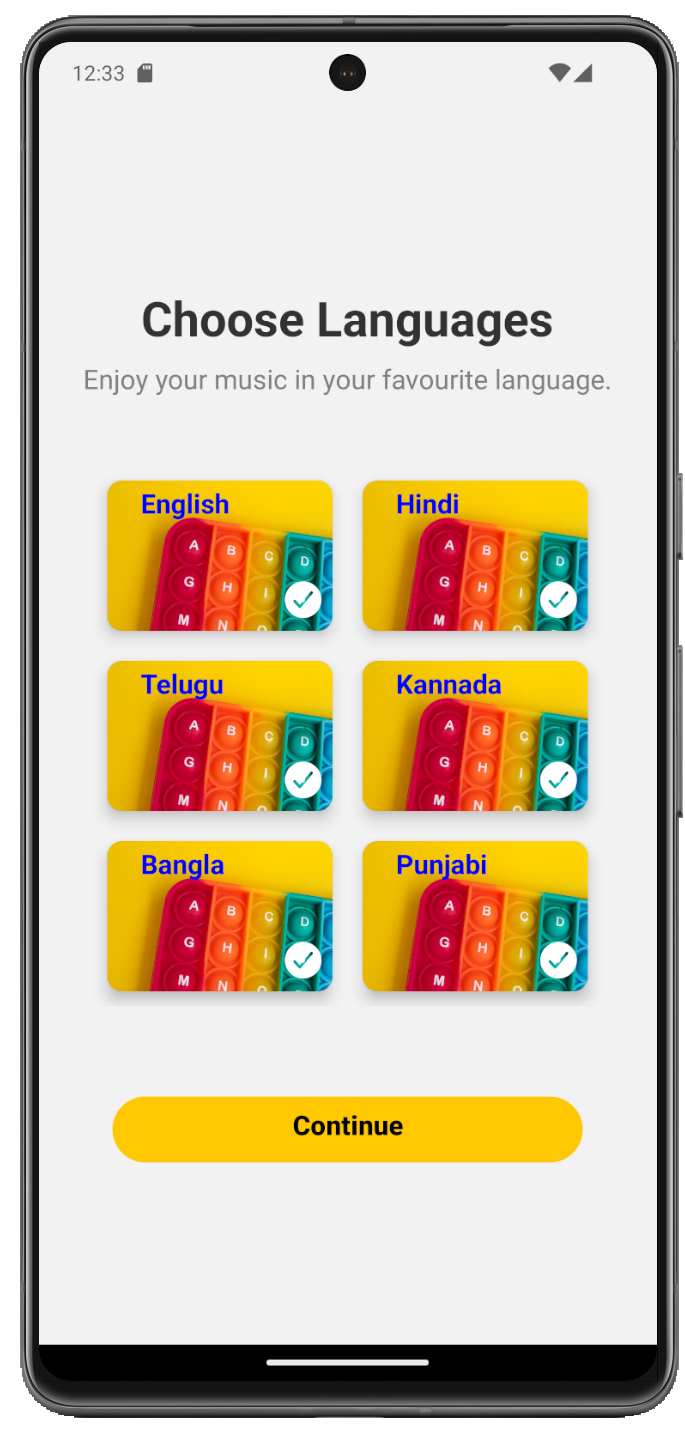 12:33
Choose Languages
Enjoy your music in your favourite language.
English
A B C D
G H I
M N O
Hindi
A B C D
G H I
M N O
Telugu
A B C D
G H I
M N O
Kannada
A B C D
G H I
M N O
Bangla
A B C D
G H I
M N O
Punjabi
A B C D
G H I
M N O
Continue